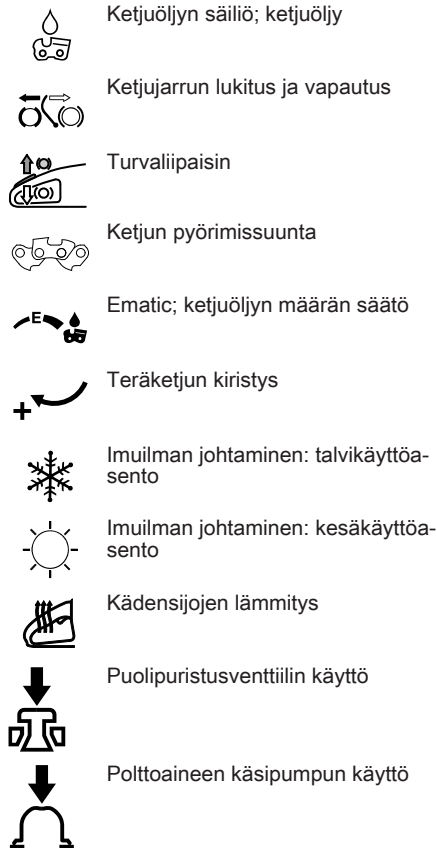 Ketjuöljyn säiliö; ketjuöljy
Ketjujarrun lukitus ja vapautus
Turvaliipaisin
Ketjun pyörimissuunta
E
Ematic; ketjuöljyn määrän säätö
+
Teräketjun kiristys
Imuilman johtaminen: talvikäyttöa-
sento
Imuilman johtaminen: kesäkäyttöa-
sento
Kädensijojen lämmitys
Puolipuristusventtiilin käyttö
Polttoaineen käsipumpun käyttö